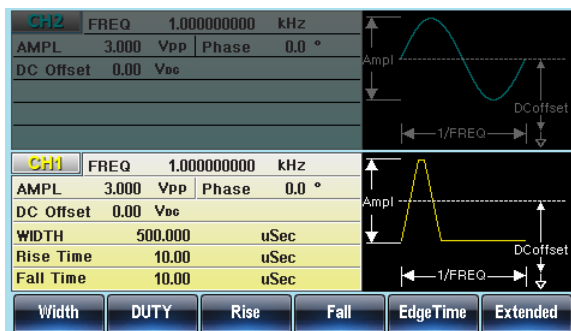 CH2 FREQ 1.000000000 kHz
AMPL 3.000 VPP Phase 0.0 °
DC Offset 0.00 VDC
Ampl
DCoffset
1/FREQ
CH1 FREQ 1.000000000 kHz
AMPL 3.000 VPP Phase 0.0 °
DC Offset 0.00 VDC
WIDTH 500.000 uSec
Rise Time 10.00 uSec
Fall Time 10.00 uSec
Ampl
DCoffset
1/FREQ
Width DUTY Rise Fall EdgeTime Extended